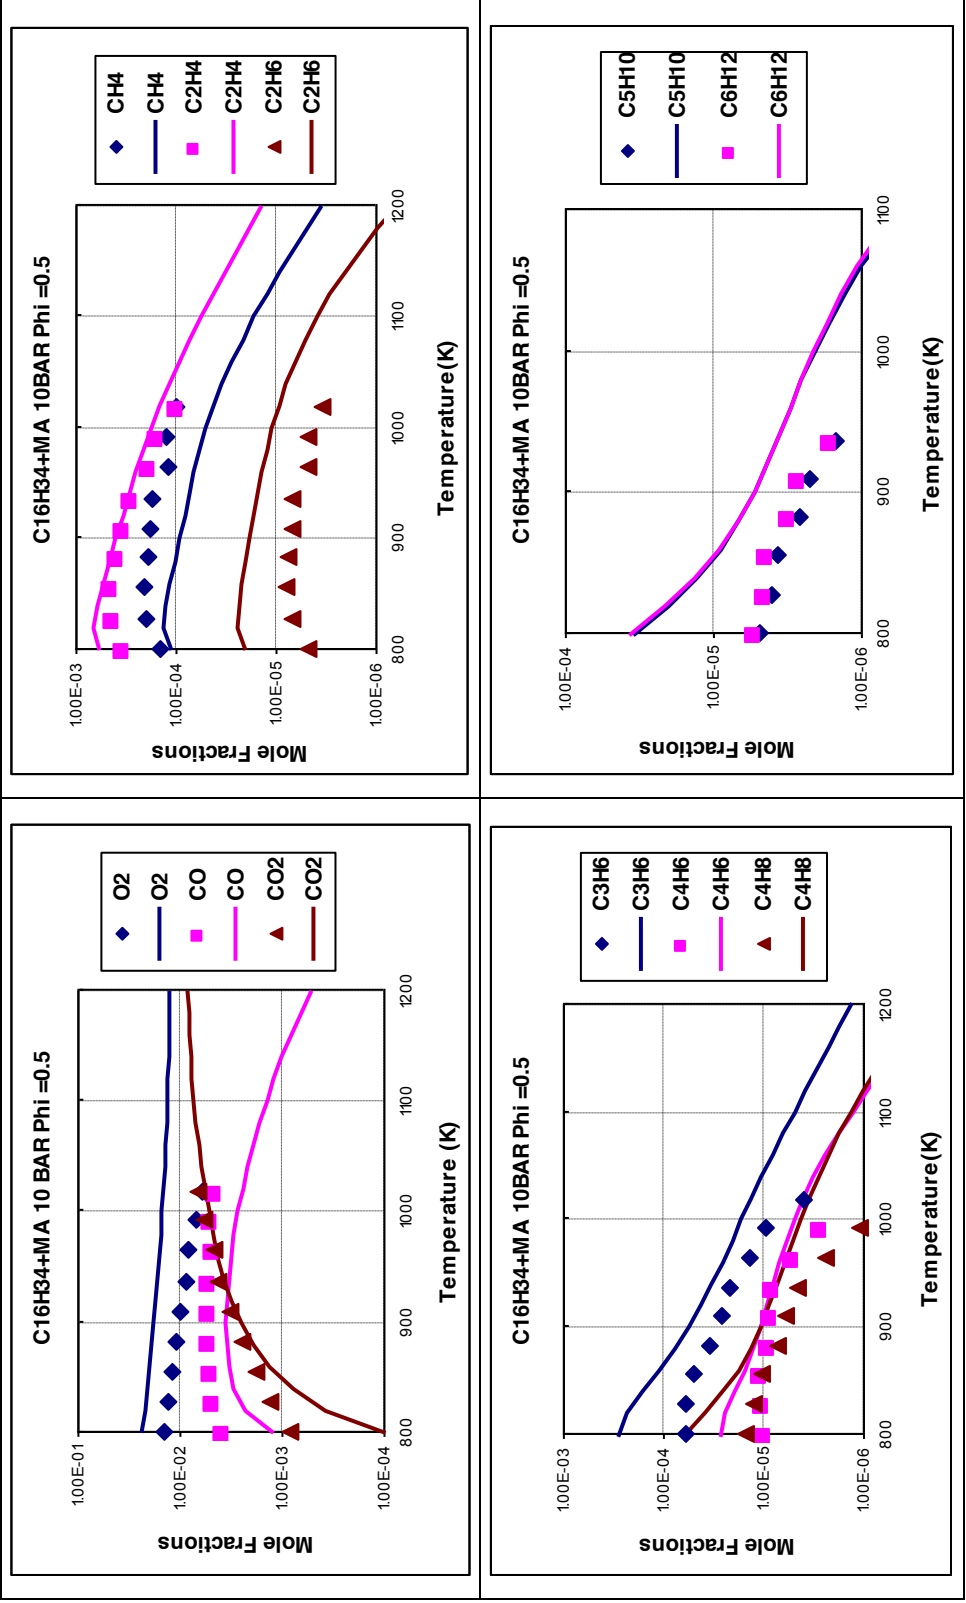 C16H34+MA 10 BAR Phi =0.5
1.00E-01
1.00E-02
1.00E-03
1.00E-04
Mole Fractions
800
900
1000
1100
1200
Temperature (K)
O2
O2
CO
CO
CO2
CO2
C16H34+MA 10BAR Phi =0.5
1.00E-03
1.00E-04
1.00E-05
1.00E-06
Mole Fractions
800
900
1000
1100
1200
Temperature(K)
CH4
CH4
C2H4
C2H4
C2H6
C2H6
C16H34+MA 10BAR Phi =0.5
1.00E-03
1.00E-04
1.00E-05
1.00E-06
Mole Fractions
800
900
1000
1100
1200
Temperature(K)
C3H6
C3H6
C4H6
C4H6
C4H8
C4H8
C16H34+MA 10BAR Phi =0.5
1.00E-04
1.00E-05
1.00E-06
Mole Fractions
800
900
1000
1100
Temperature(K)
C5H10
C5H10
C6H12
C6H12